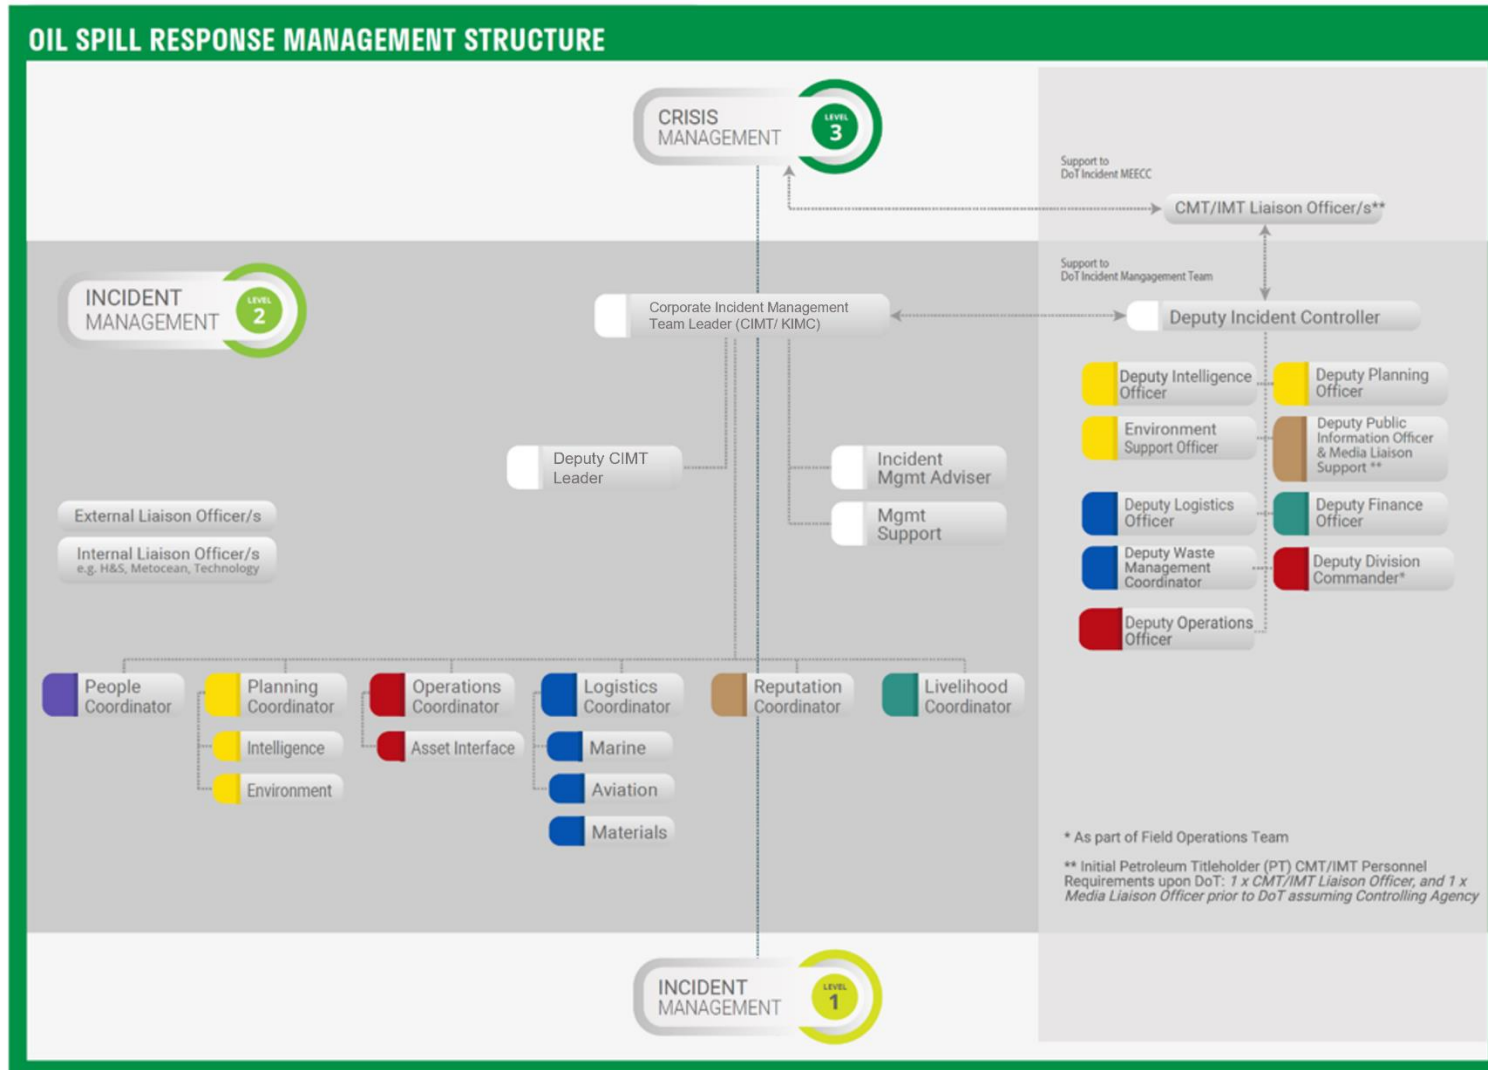 OIL SPILL RESPONSE MANAGEMENT STRUCTURE
CRISIS
MANAGEMENT
LEVEL
3
Support to
DoT Incident MEECC
CMT/IMT Liaison Officer/s**
Support to
DoT Incident Mangagement Team
INCIDENT
MANAGEMENT
LEVEL
2
Corporate Incident Management
Team Leader (CIMT/ KIMC)
Deputy Incident Controller
Deputy Intelligence
Officer
Deputy Planning
Officer
Environment
Support Officer
Deputy Public
Information Officer
& Media Liaison
Support **
Deputy CIMT
Leader
Incident
Mgmt Adviser
Mgmt
Support
External Liaison Officer/s
Internal Liaison Officer/s
e.g. H&S, Metocean, Technology
Deputy Logistics
Officer
Deputy Finance
Officer
Deputy Waste
Management
Coordinator
Deputy Division
Commander*
Deputy Operations
Officer
People
Coordinator
Planning
Coordinator
Operations
Coordinator
Logistics
Coordinator
Reputation
Coordinator
Livelihood
Coordinator
Intelligence
Asset Interface
Marine
Environment
Aviation
Materials
* As part of Field Operations Team
** Initial Petroleum Titleholder (PT) CMT/IMT Personnel
Requirements upon DoT: 1 x CMT/IMT Liaison Officer, and 1 x
Media Liaison Officer prior to DoT assuming Controlling Agency
INCIDENT
MANAGEMENT
LEVEL
1